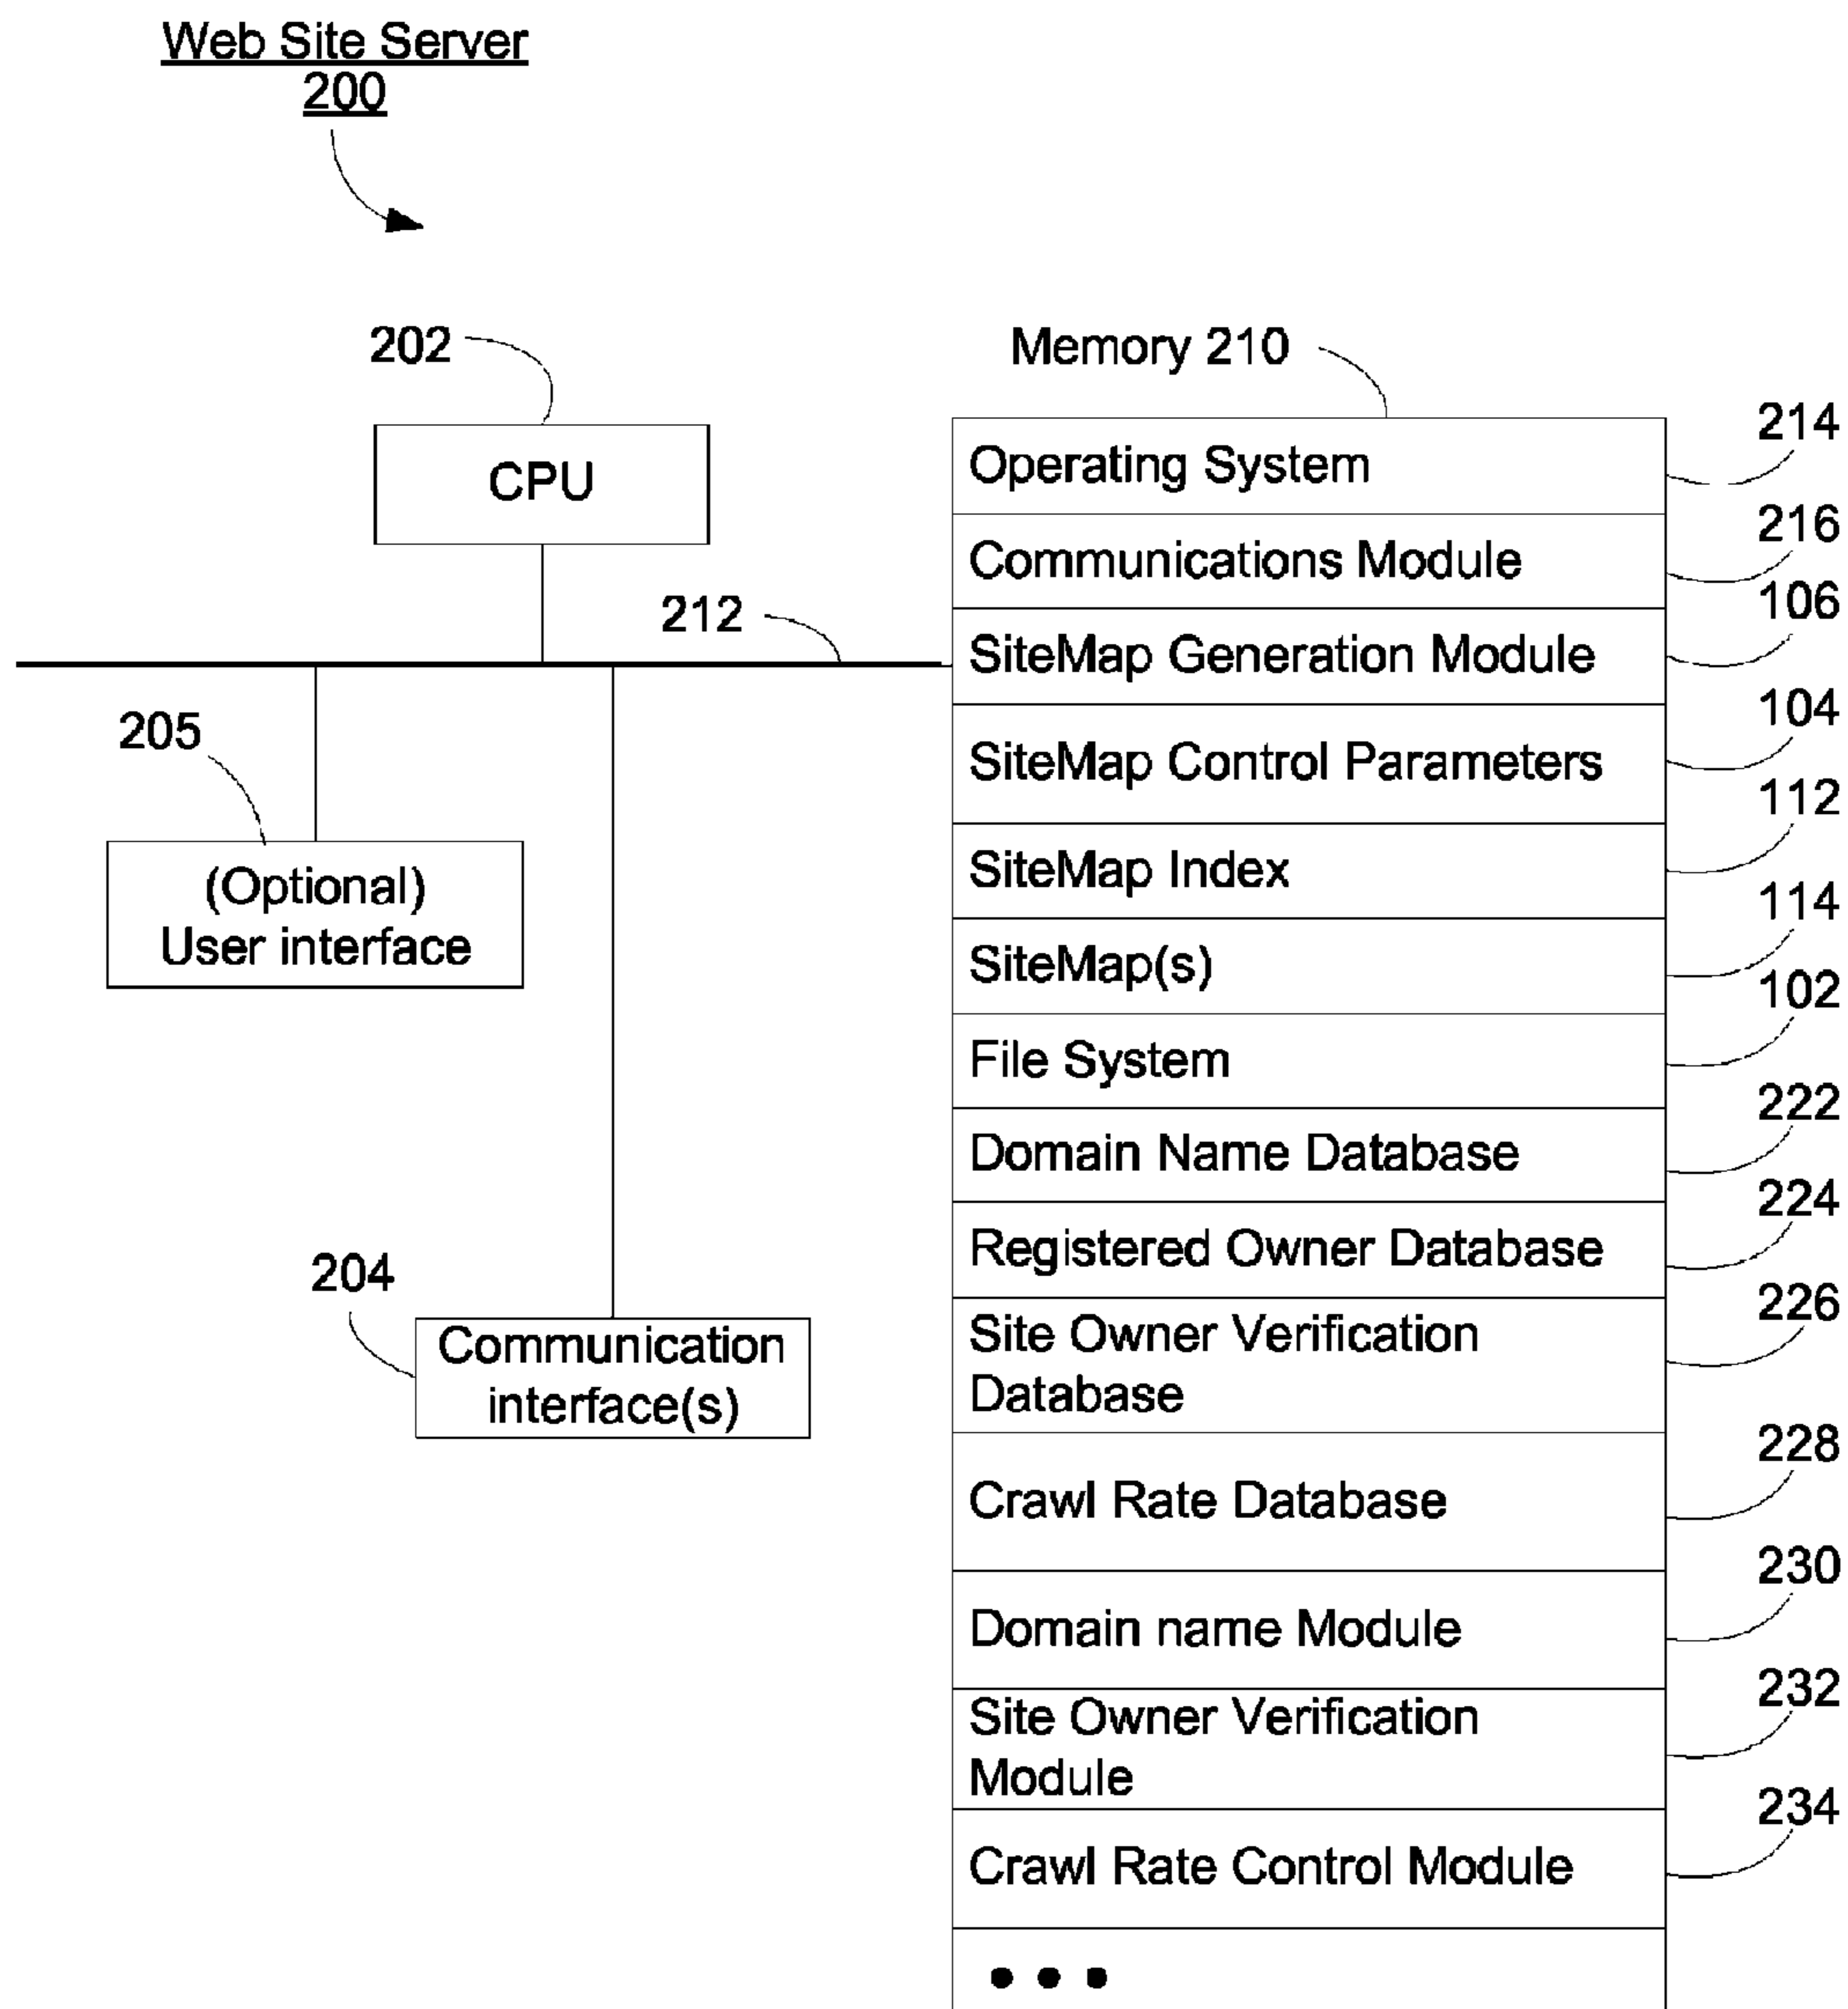 Web Site Server
200
202
Memory 210
CPU
212
205
(Optional)
User interface
204
Communication
interface(s)
Operating System
214
Communications Module
216
SiteMap Generation Module
106
SiteMap Control Parameters
104
SiteMap Index
112
SiteMap(s)
114
File System
102
Domain Name Database
222
Registered Owner Database
224
Site Owner Verification
Database
226
Crawl Rate Database
228
Domain name Module
230
Site Owner Verification
Module
232
Crawl Rate Control Module
234
• • •